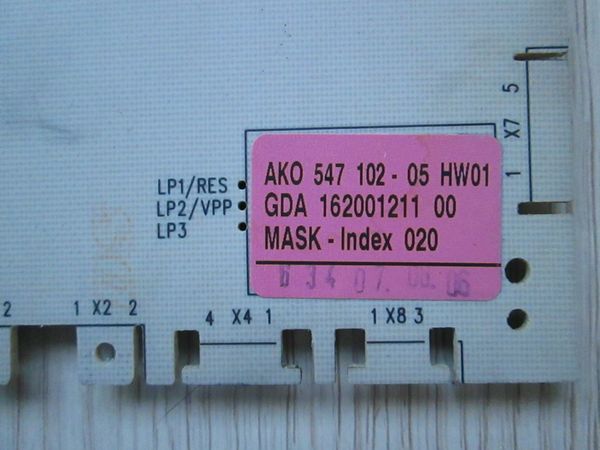 5
X7
1
AKO 547 102 - 05 HW01
GDA 162001211 00
MASK - Index 020
LP1/RES
LP2/VPP
LP3
2
1 X2 2
4 X4 1
1 X8 3